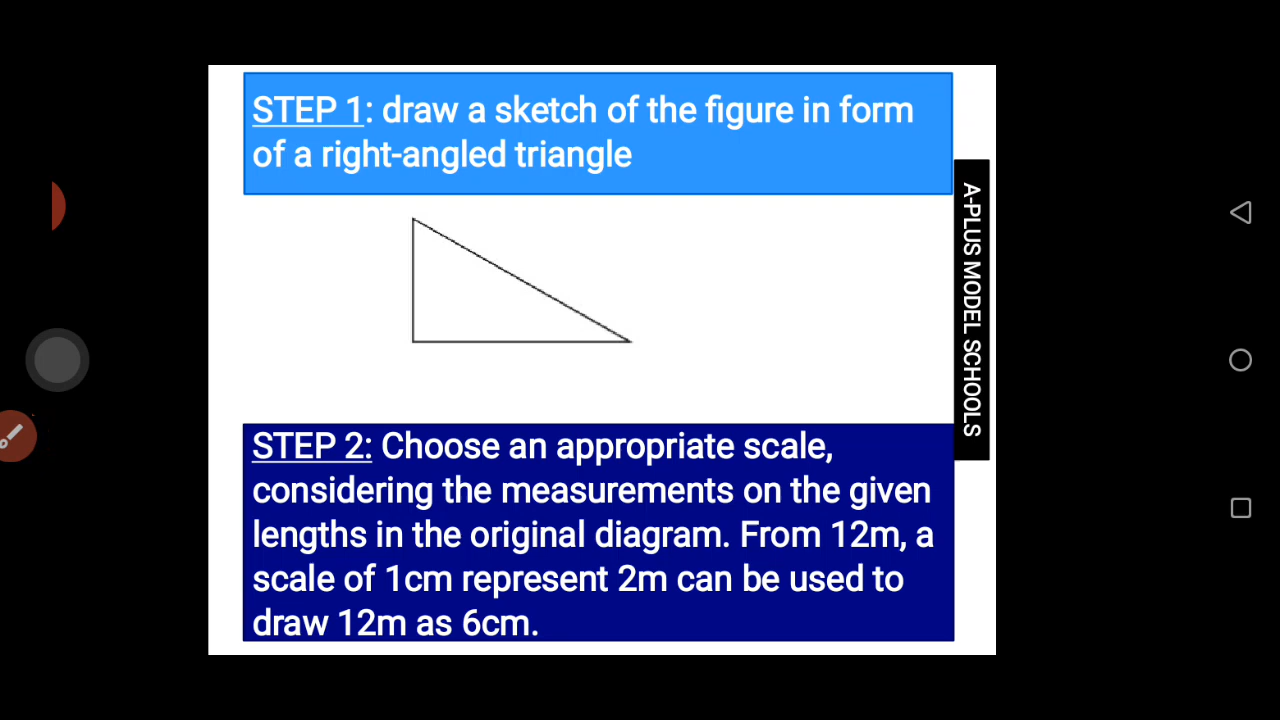 STEP 1: draw a sketch of the figure in form
of a right-angled triangle
A-PLUS MODEL SCHOOLS
STEP 2: Choose an appropriate scale,
considering the measurements on the given
lengths in the original diagram. From 12m, a
scale of 1cm represent 2m can be used to
draw 12m as 6cm.